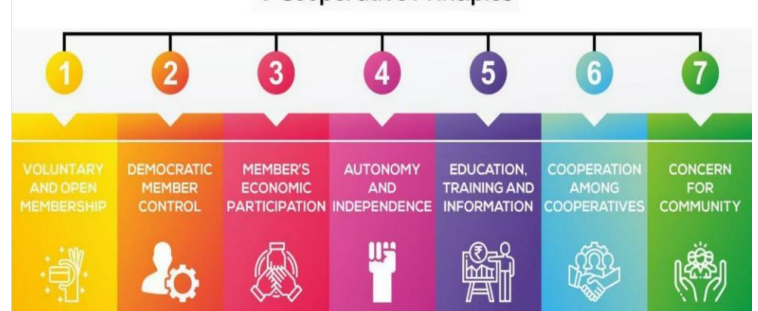 1 2 3 4 5 6 7
VOLUNTARY
AND OPEN
MEMBERSHIP
DEMOCRATIC
MEMBER
CONTROL
MEMBER'S
ECONOMIC
PARTICIPATION
AUTONOMY
AND
INDEPENDENCE
EDUCATION,
TRAINING AND
INFORMATION
COOPERATION
AMONG
COOPERATIVES
CONCERN
FOR
COMMUNITY
₹